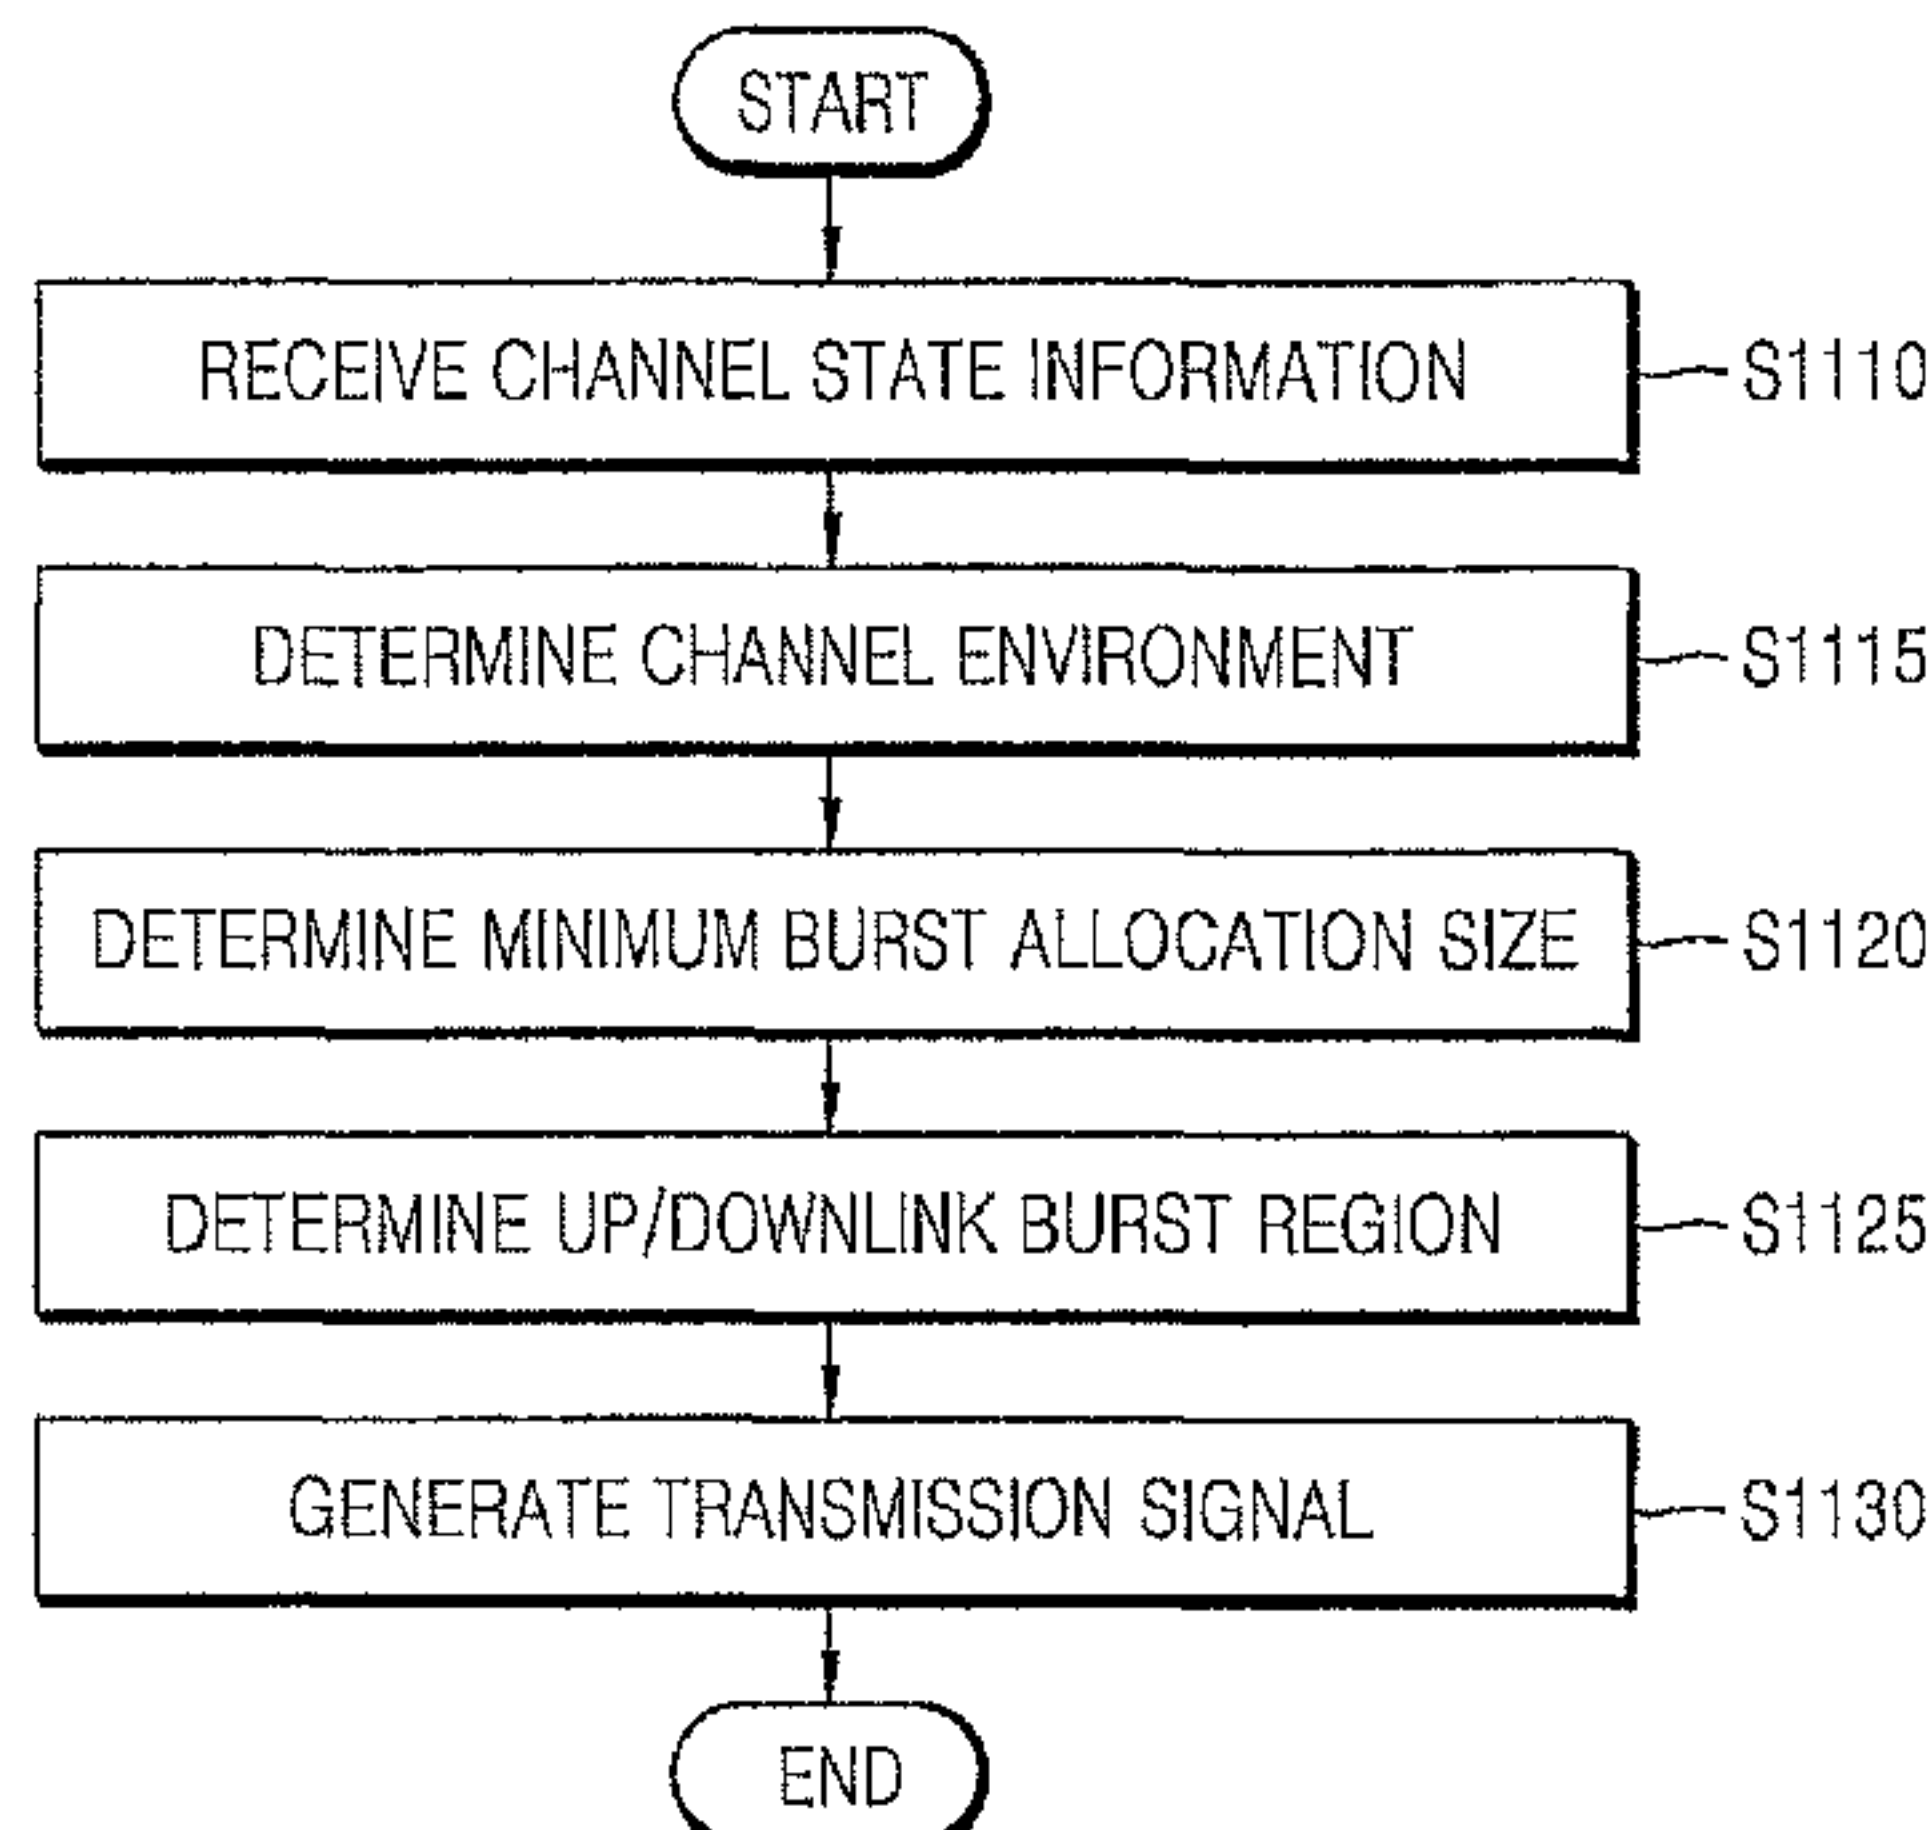 START
RECEIVE CHANNEL STATE INFORMATION
S1110
DETERMINE CHANNEL ENVIRONMENT
S1115
DETERMINE MINIMUM BURST ALLOCATION SIZE
S1120
DETERMINE UP/DOWNLINK BURST REGION
S1125
GENERATE TRANSMISSION SIGNAL
S1130
END